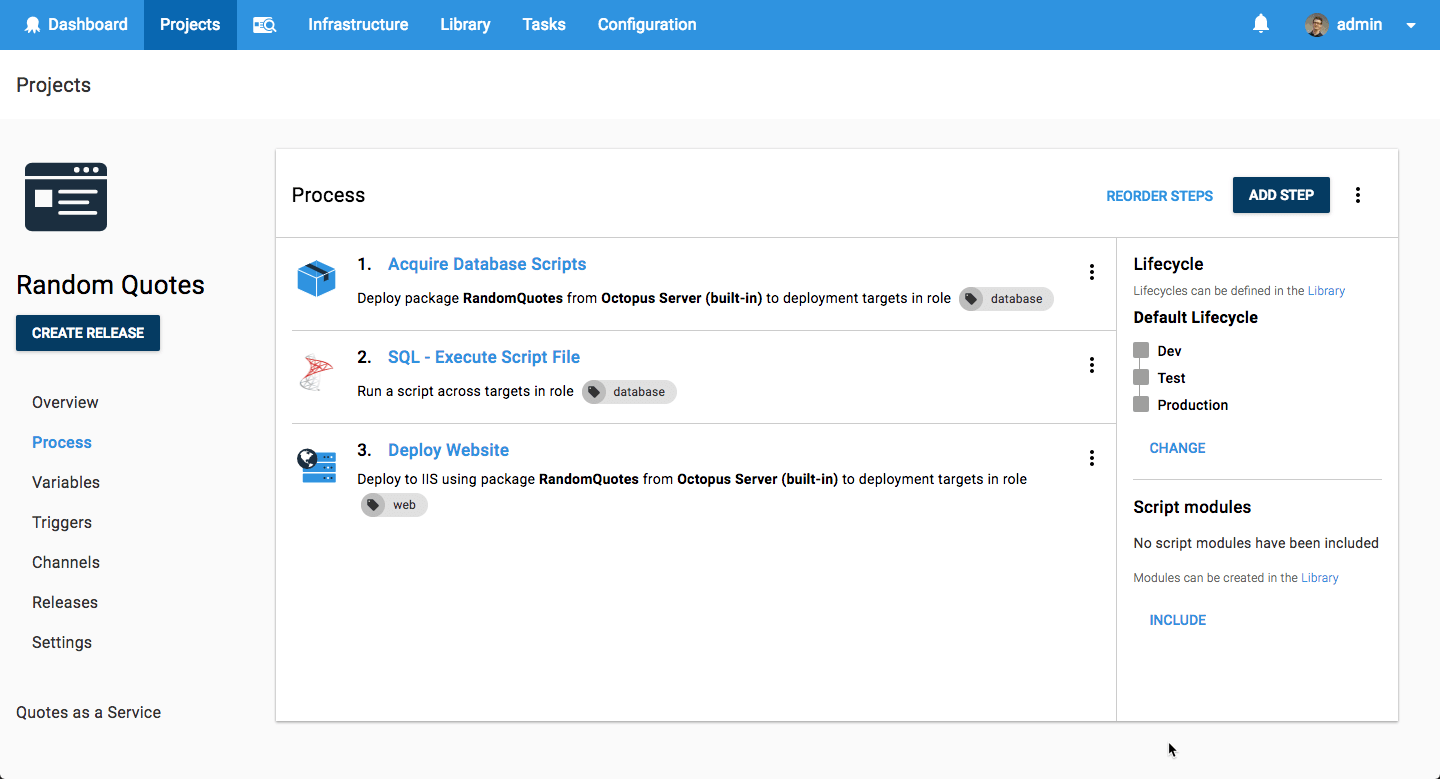 Dashboard Projects Infrastructure Library Tasks Configuration admin
Projects
Random Quotes
CREATE RELEASE
Overview
Process
Variables
Triggers
Channels
Releases
Settings
Quotes as a Service
Process REORDER STEPS ADD STEP
1. Acquire Database Scripts
Deploy package RandomQuotes from Octopus Server (built-in) to deployment targets in role database
2. SQL - Execute Script File
Run a script across targets in role database
3. Deploy Website
Deploy to IIS using package RandomQuotes from Octopus Server (built-in) to deployment targets in role
web
Lifecycle
Lifecycles can be defined in the Library
Default Lifecycle
Dev
Test
Production
CHANGE
Script modules
No script modules have been included
Modules can be created in the Library
INCLUDE